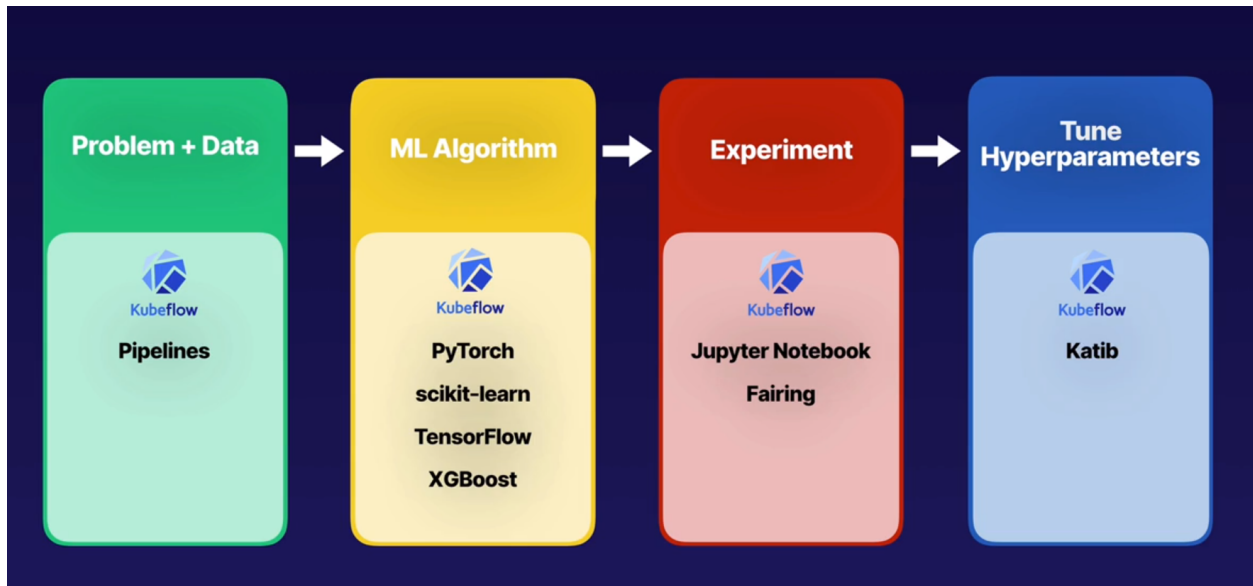 Problem + Data
Kubeflow
Pipelines
ML Algorithm
Kubeflow
PyTorch
scikit-learn
TensorFlow
XGBoost
Experiment
Kubeflow
Jupyter Notebook
Fairing
Tune
Hyperparameters
Kubeflow
Katib